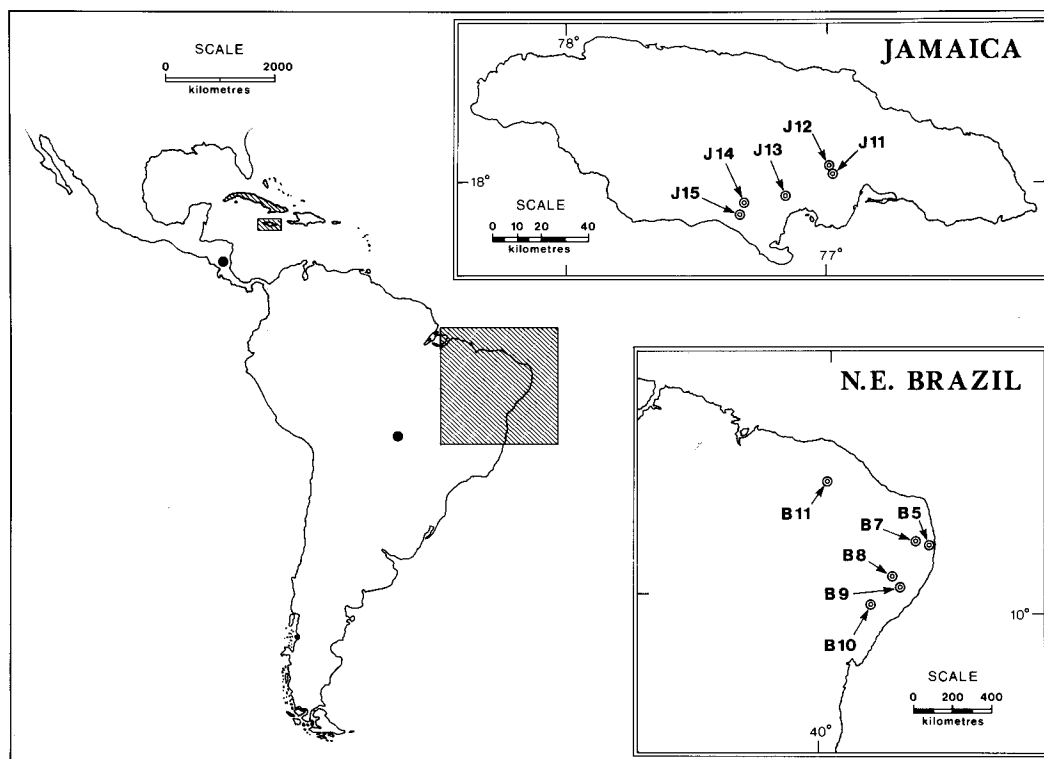 SCALE
0 2000
kilometres
78°
JAMAICA
J12
J11
J14
J13
18°
J15
SCALE
0 10 20 40
kilometres
77°
N.E. BRAZIL
B11
B7
B5
B8
B9
10°
B10
SCALE
0 200 400
kilometres
40°